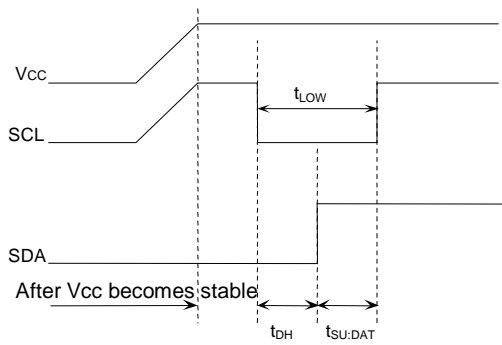 Vcc
tLOW
SCL
SDA
After Vcc becomes stable
tDH
tSU:DAT